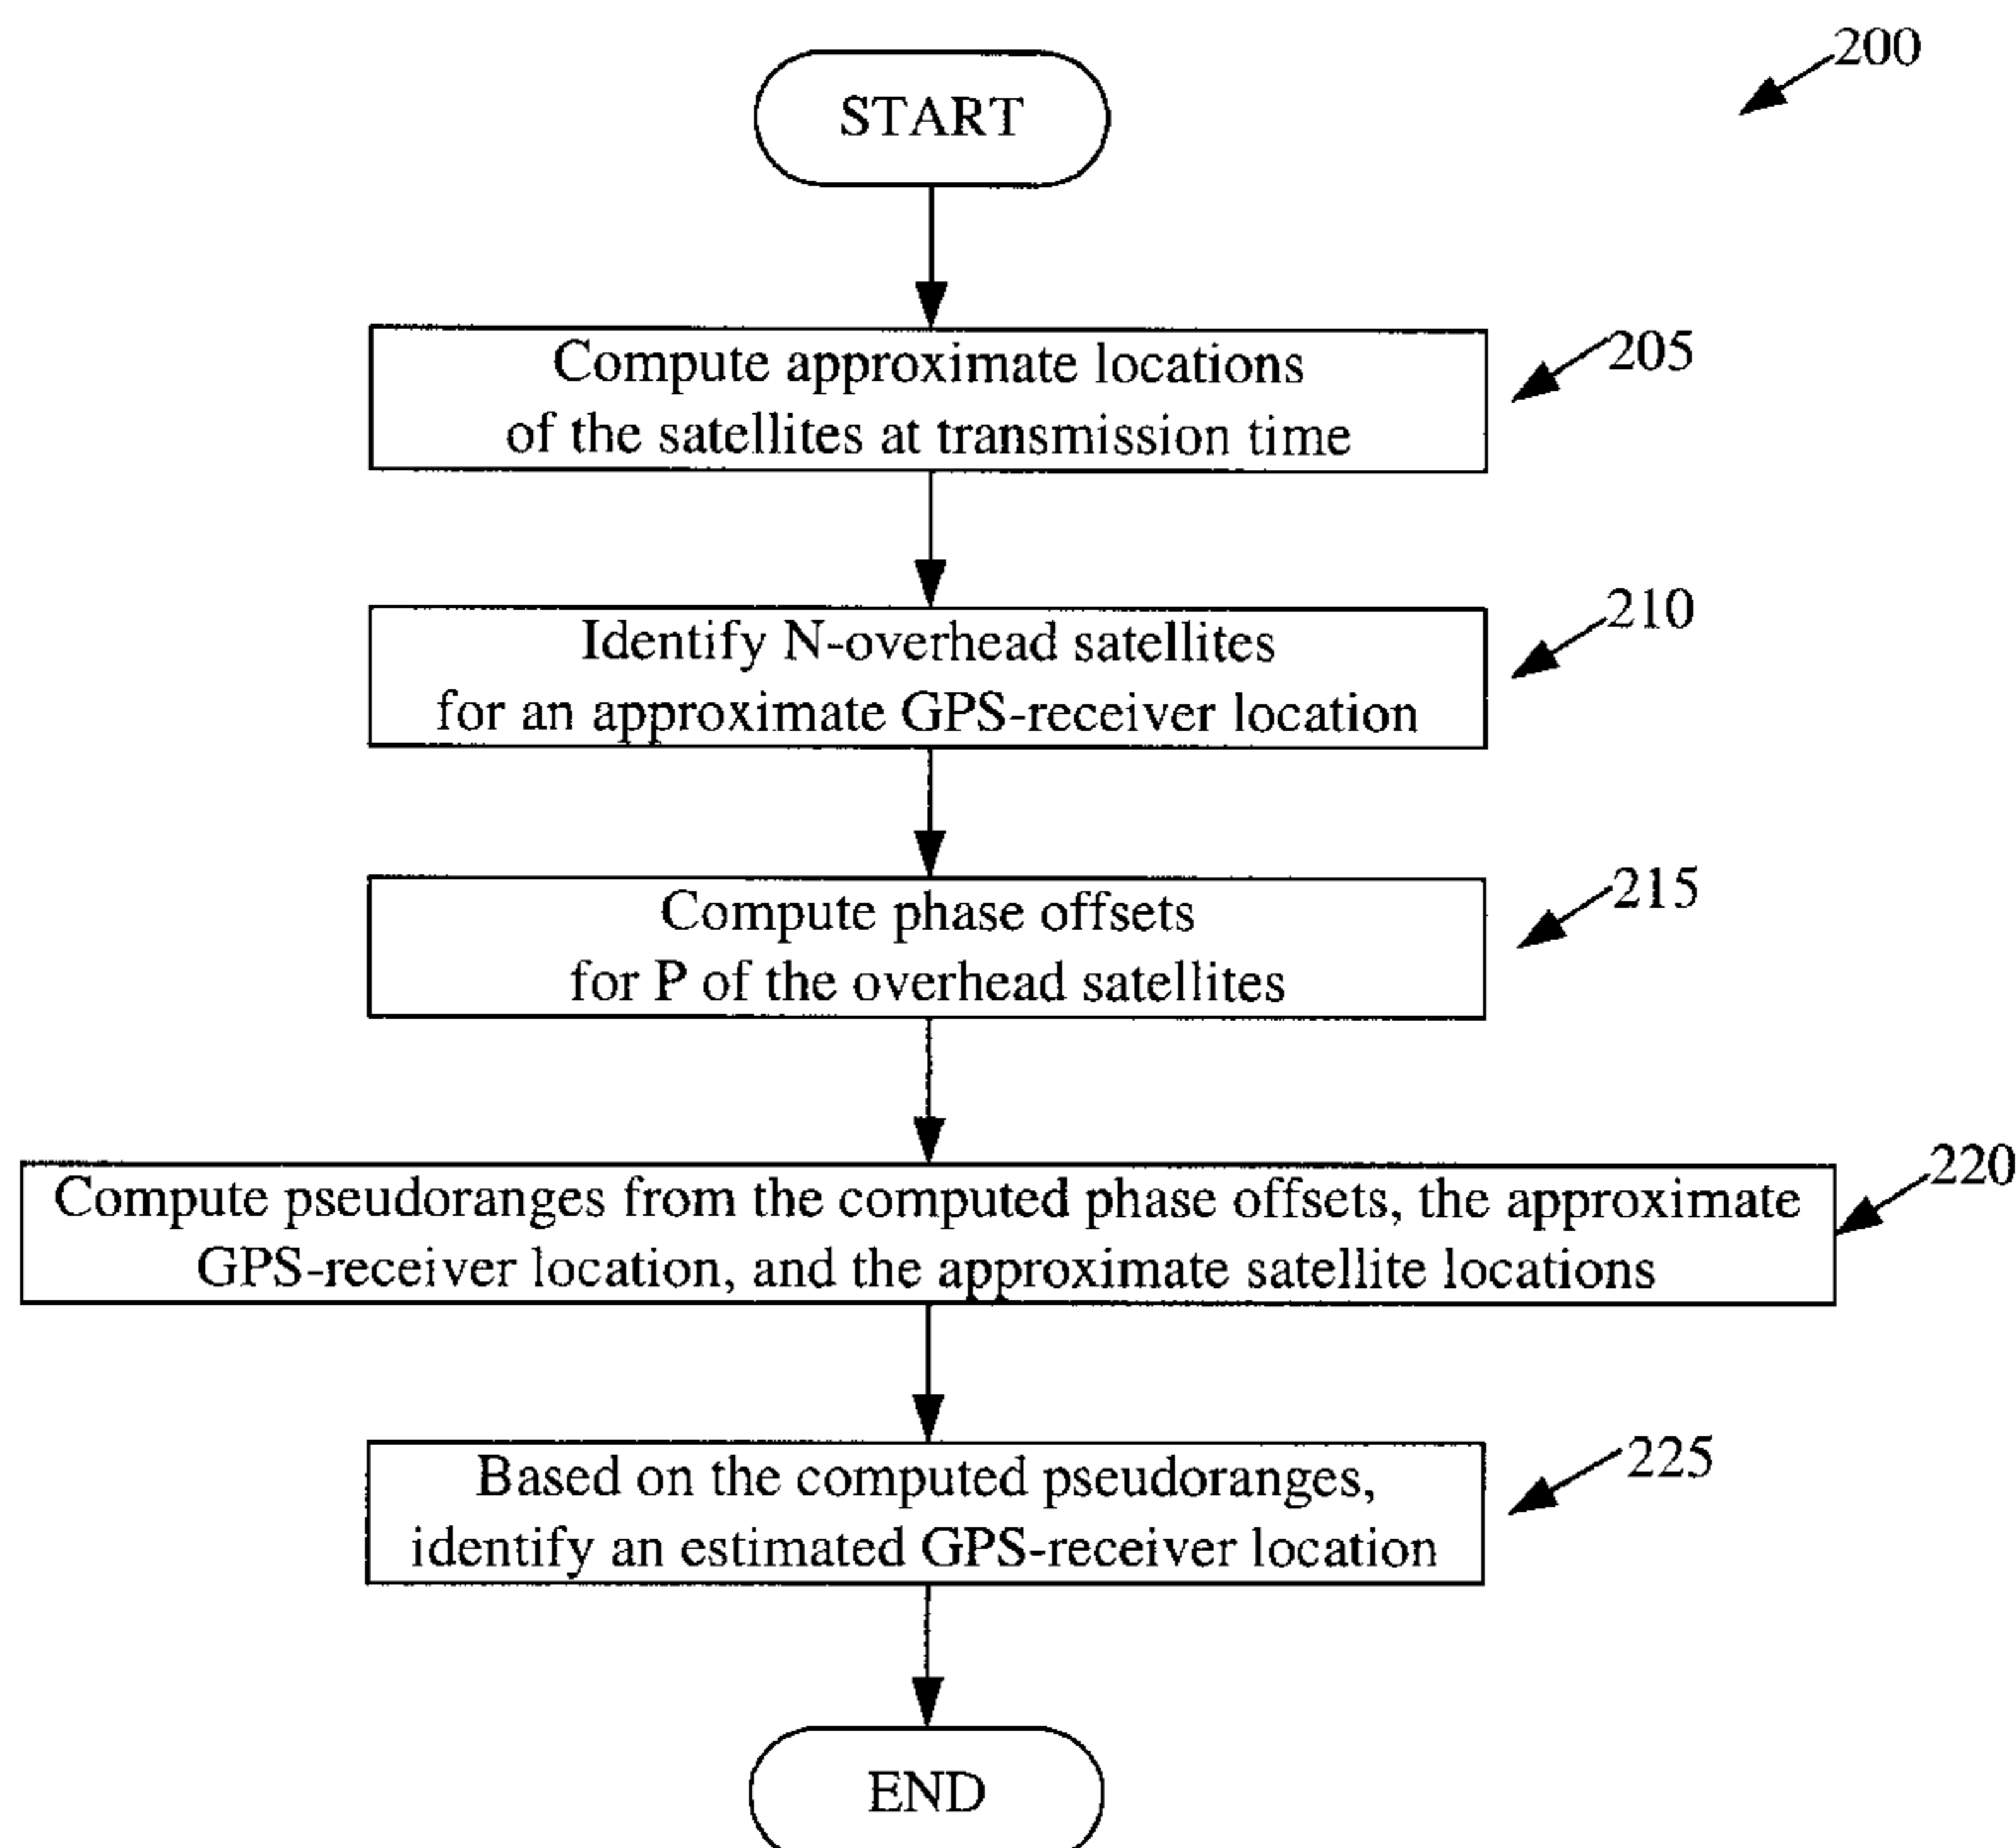 200
START
Compute approximate locations
of the satellites at transmission time
205
Identify N-overhead satellites
for an approximate GPS-receiver location
210
Compute phase offsets
for P of the overhead satellites
215
Compute pseudoranges from the computed phase offsets, the approximate
GPS-receiver location, and the approximate satellite locations
220
Based on the computed pseudoranges,
identify an estimated GPS-receiver location
225
END